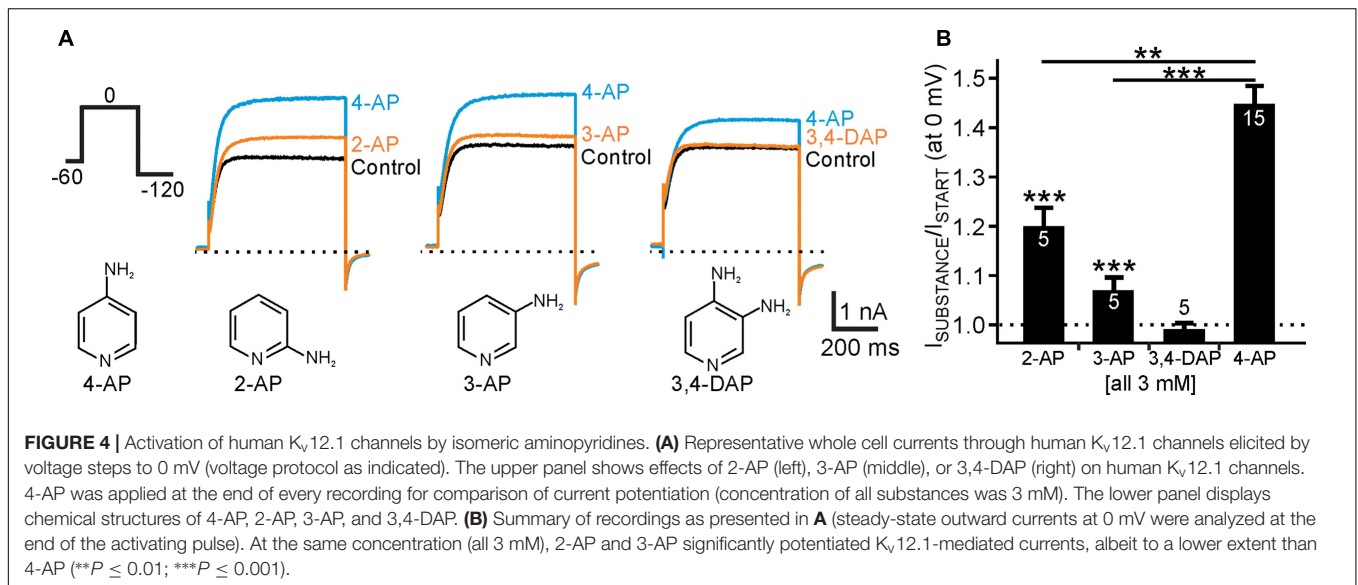 A
B
0
-60
-120
4-AP
2-AP
Control
4-AP
3-AP
Control
4-AP
3,4-DAP
Control
1 nA
200 ms
NH₂
N
4-AP
N
NH₂
2-AP
NH₂
N
3-AP
NH₂
NH₂
N
3,4-DAP
I_SUBSTANCE/I_START (at 0 mV)
1.5
1.4
1.3
1.2
1.1
1.0
**
***
***
5
***
5
5
15
2-AP 3-AP 3,4-DAP 4-AP
[all 3 mM]
FIGURE 4 | Activation of human Kv12.1 channels by isomeric aminopyridines. (A) Representative whole cell currents through human Kv12.1 channels elicited by
voltage steps to 0 mV (voltage protocol as indicated). The upper panel shows effects of 2-AP (left), 3-AP (middle), or 3,4-DAP (right) on human Kv12.1 channels.
4-AP was applied at the end of every recording for comparison of current potentiation (concentration of all substances was 3 mM). The lower panel displays
chemical structures of 4-AP, 2-AP, 3-AP, and 3,4-DAP. (B) Summary of recordings as presented in A (steady-state outward currents at 0 mV were analyzed at the
end of the activating pulse). At the same concentration (all 3 mM), 2-AP and 3-AP significantly potentiated Kv12.1-mediated currents, albeit to a lower extent than
4-AP (**P ≤ 0.01; ***P ≤ 0.001).